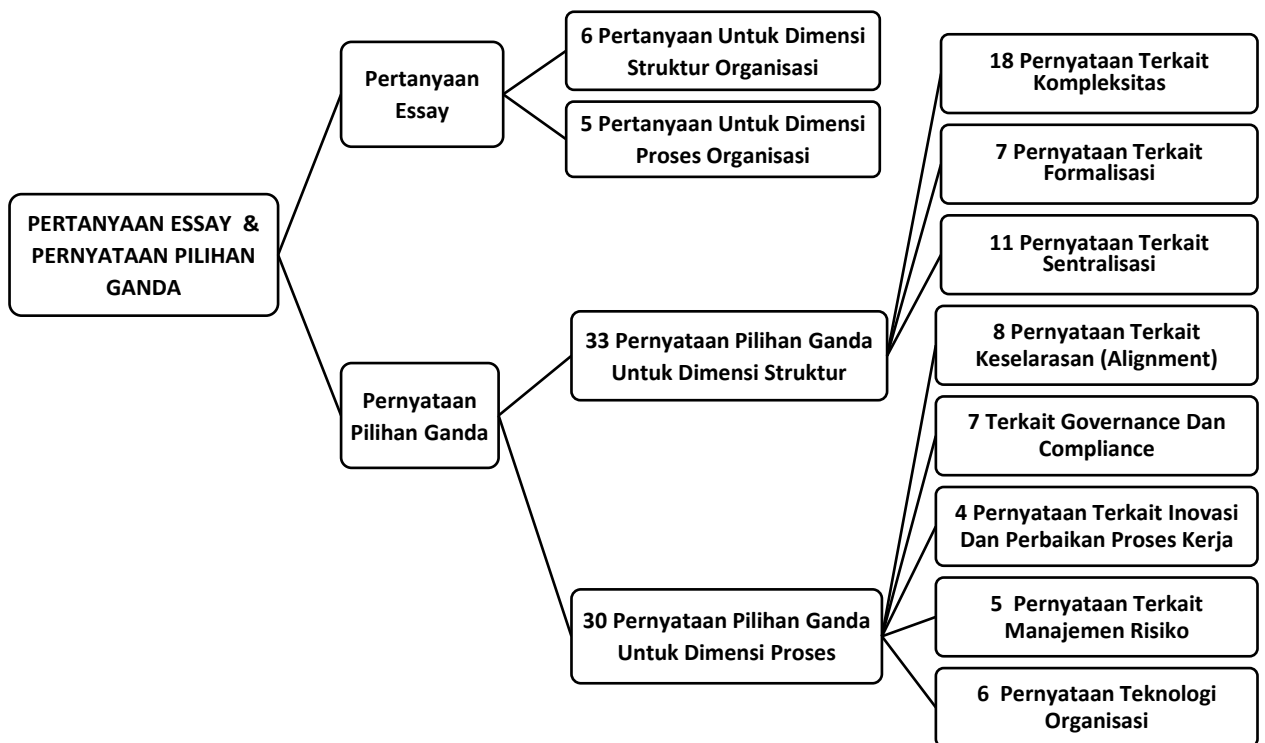 PERTANYAAN ESSAY &
PERNYATAAN PILIHAN
GANDA
Pertanyaan
Essay
6 Pertanyaan Untuk Dimensi
Struktur Organisasi
5 Pertanyaan Untuk Dimensi
Proses Organisasi
Pernyataan
Pilihan Ganda
33 Pernyataan Pilihan Ganda
Untuk Dimensi Struktur
18 Pernyataan Terkait
Kompleksitas
7 Pernyataan Terkait
Formalisasi
11 Pernyataan Terkait
Sentralisasi
30 Pernyataan Pilihan Ganda
Untuk Dimensi Proses
8 Pernyataan Terkait
Keselarasan (Alignment)
7 Terkait Governance Dan
Compliance
4 Pernyataan Terkait Inovasi
Dan Perbaikan Proses Kerja
5 Pernyataan Terkait
Manajemen Risiko
6 Pernyataan Teknologi
Organisasi